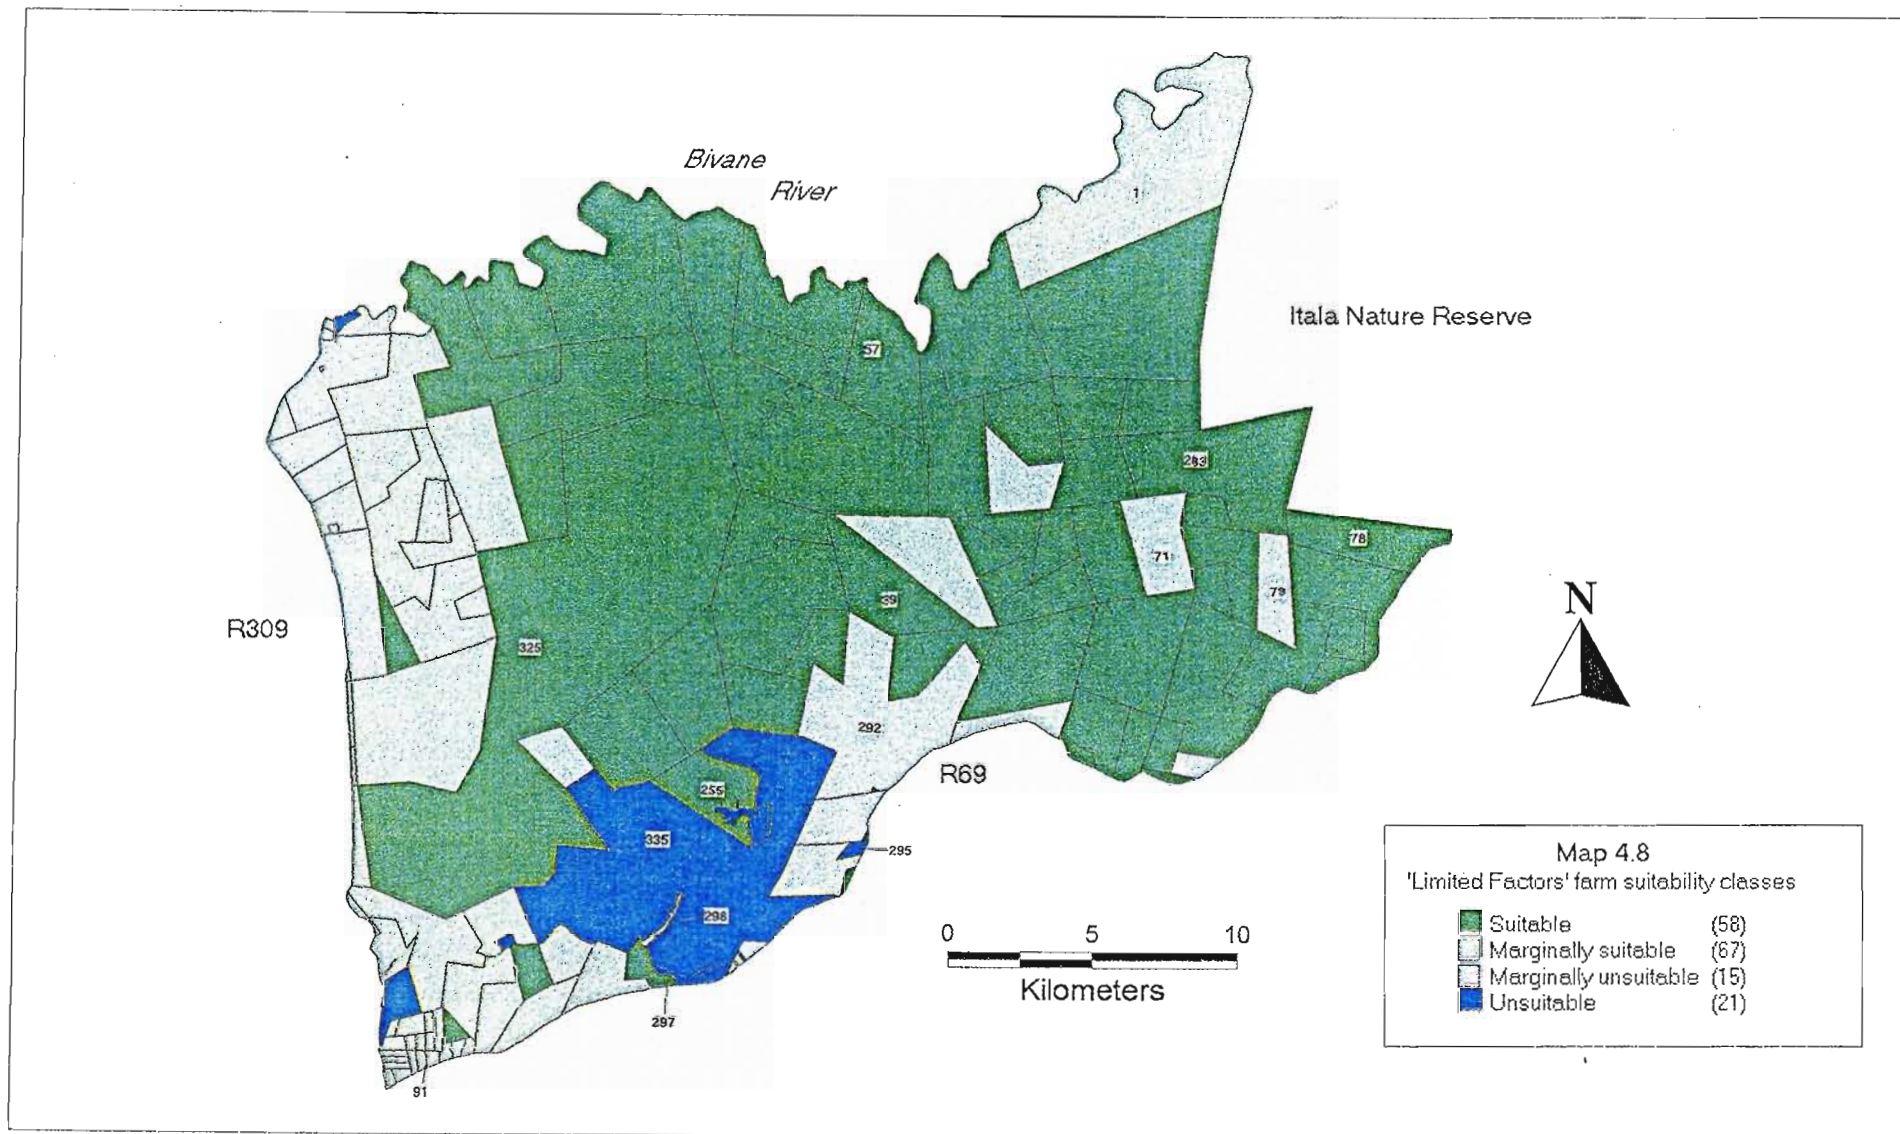 Bivane
River
1
Itala Nature Reserve
57
78
71
79
39
R309
325
N
292
R69
255
335
295
298
0 5 10
Kilometers
297
91
Map 4.8
'Limited Factors' farm suitability classes
Suitable (58)
Marginally suitable (67)
Marginally unsuitable (15)
Unsuitable (21)